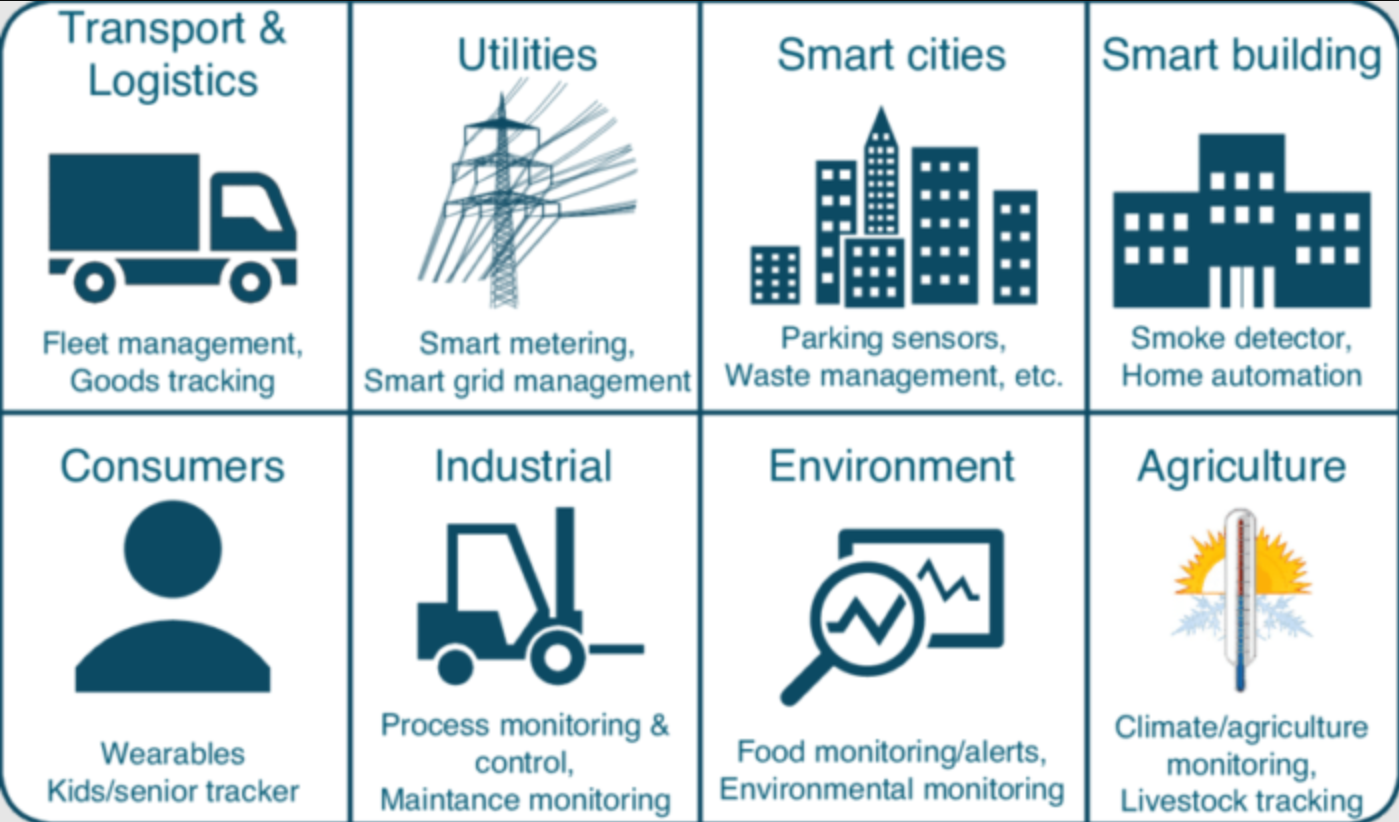 Transport &
Logistics
Fleet management,
Goods tracking
Utilities
Smart metering,
Smart grid management
Smart cities
Parking sensors,
Waste management, etc.
Smart building
Smoke detector,
Home automation
Consumers
Wearables
Kids/senior tracker
Industrial
Process monitoring &
control,
Maintance monitoring
Environment
Food monitoring/alerts,
Environmental monitoring
Agriculture
Climate/agriculture
monitoring,
Livestock tracking